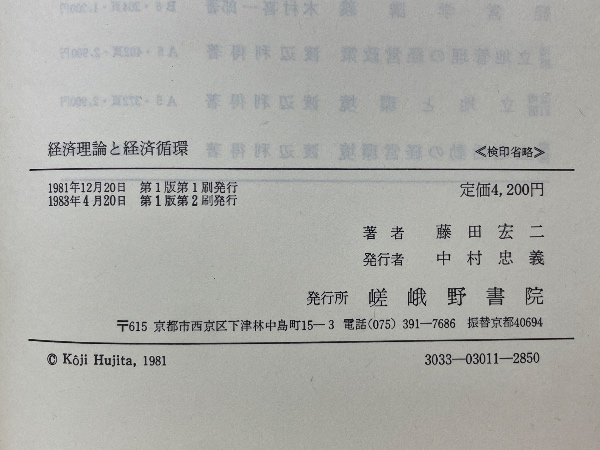 経済理論と経済循環 ≪検印省略≫
1981年12月20日 第1版第1刷発行 定価4,200円
1983年4月20日 第1版第2刷発行
著者 藤田宏二
発行者 中村忠義
発行所 嵯峨野書院
〒615 京都市西京区下津林中島町15—3 電話(075) 391—7686 振替京都40694
© Kôji Hujita, 1981 3033—03011—2850